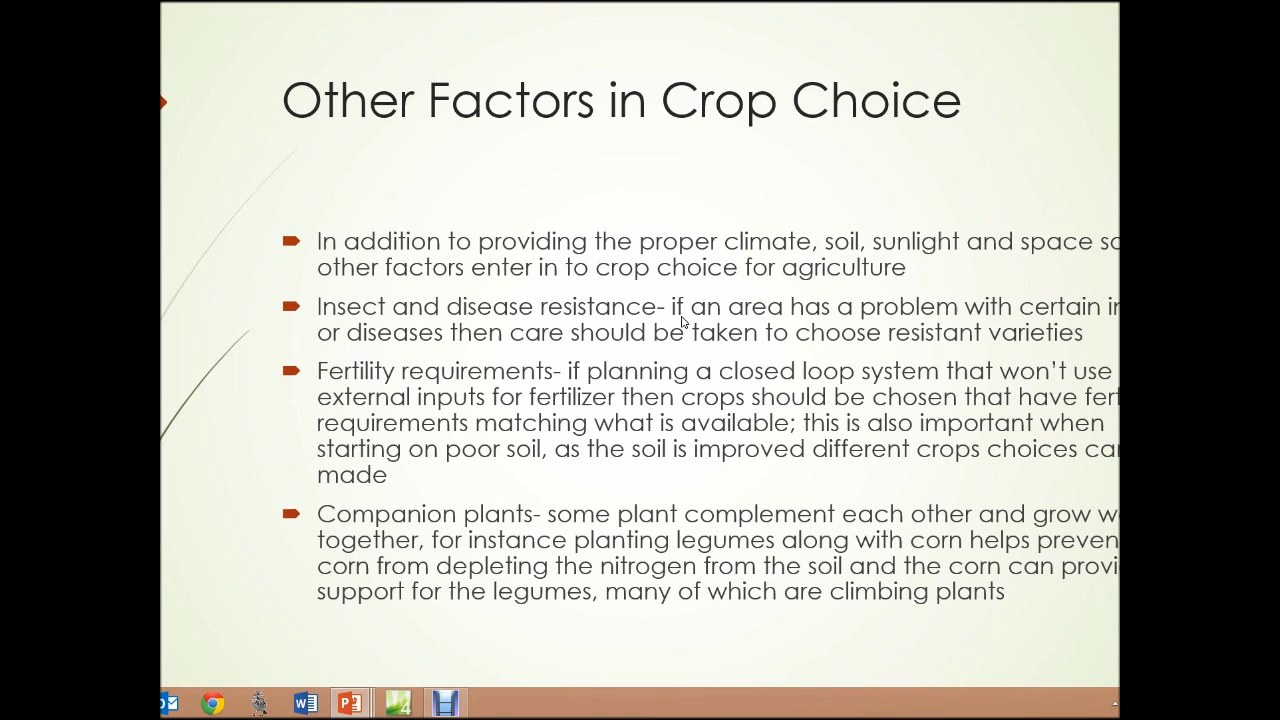 Other Factors in Crop Choice
In addition to providing the proper climate, soil, sunlight and space
other factors enter in to crop choice for agriculture
Insect and disease resistance- if an area has a problem with certain
or diseases then care should be taken to choose resistant varieties
Fertility requirements- if planning a closed loop system that won't use
external inputs for fertilizer then crops should be chosen that have
requirements matching what is available; this is also important when
starting on poor soil, as the soil is improved different crops choices
made
Companion plants- some plant complement each other and grow
together, for instance planting legumes along with corn helps
corn from depleting the nitrogen from the soil and the corn can
support for the legumes, many of which are climbing plants